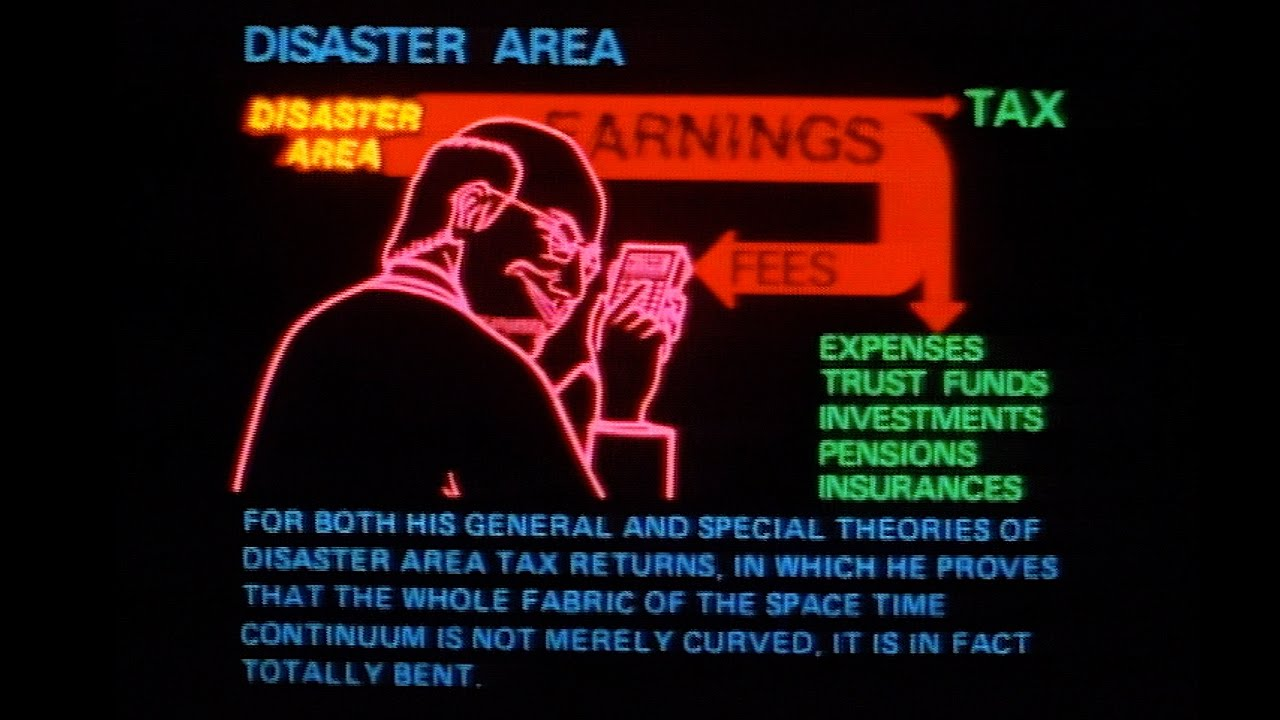 DISASTER AREA
DISASTER
AREA
EARNINGS
TAX
FEES
EXPENSES
TRUST FUNDS
INVESTMENTS
PENSIONS
INSURANCES
FOR BOTH HIS GENERAL AND SPECIAL THEORIES OF
DISASTER AREA TAX RETURNS, IN WHICH HE PROVES
THAT THE WHOLE FABRIC OF THE SPACE TIME
CONTINUUM IS NOT MERELY CURVED, IT IS IN FACT
TOTALLY BENT.